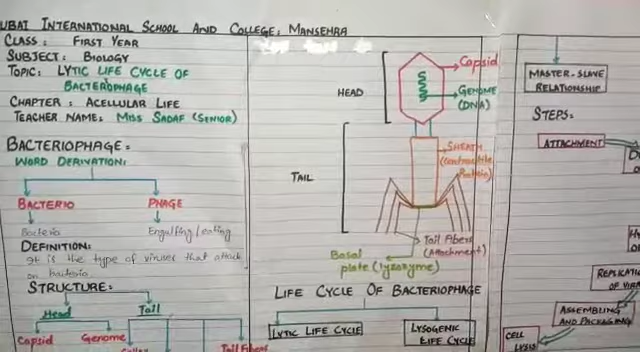 UBAI INTERNATIONAL SCHOOL AND COLLEGE, MANSEHRA
CLASS: FIRST YEAR
SUBJECT: BIOLOGY
TOPIC: LYTIC LIFE CYCLE OF
BACTERIOPHAGE
CHAPTER: ACELLULAR LIFE
TEACHER NAME: MISS SADAF (SENIOR)
BACTERIOPHAGE:
WORD DERIVATION:
BACTERIO PHAGE
Bacteria Engulfing/eating
DEFINITION:
It is the type of viruses that attack
on bacteria
STRUCTURE:
Head Tail
Capsid Genome
Tail Fibers
HEAD
Capsid
GENOME
(DNA)
TAIL
SHEATH
(contractile
Protein)
Tail Fibers
(Attachment)
Basal
plate (lysozyme)
LIFE CYCLE OF BACTERIOPHAGE
LYTIC LIFE CYCLE
LYSOGENIC
LIFE CYCLE
MASTER-SLAVE
RELATIONSHIP
STEPS:
ATTACHMENT
REPLICATIO
OF VIRA
ASSEMBLING
AND PACKAGING
CELL
LYSIS